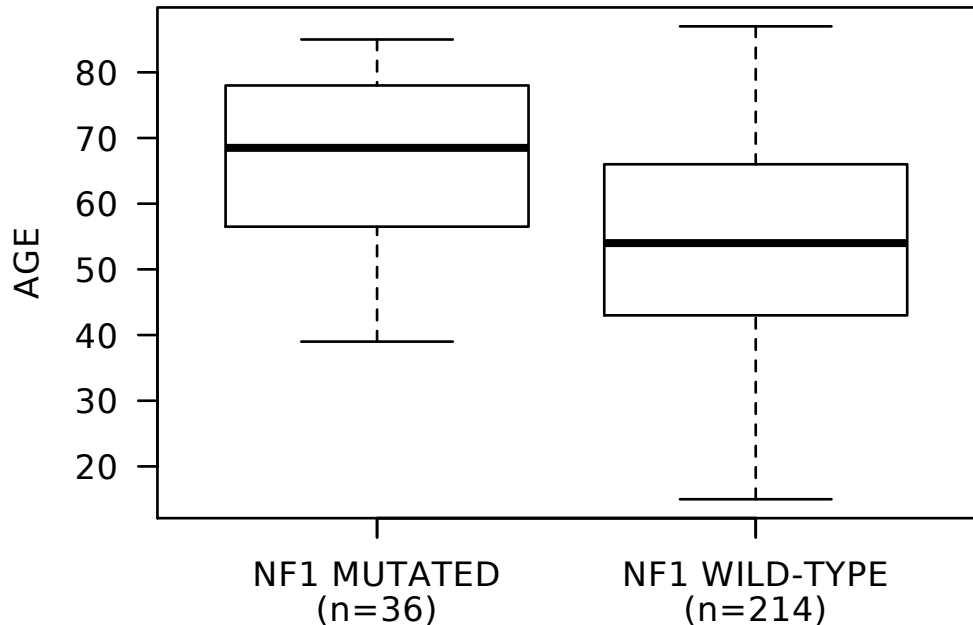 AGE
80
70
60
50
40
30
20
NF1 MUTATED
(n=36)
NF1 WILD-TYPE
(n=214)